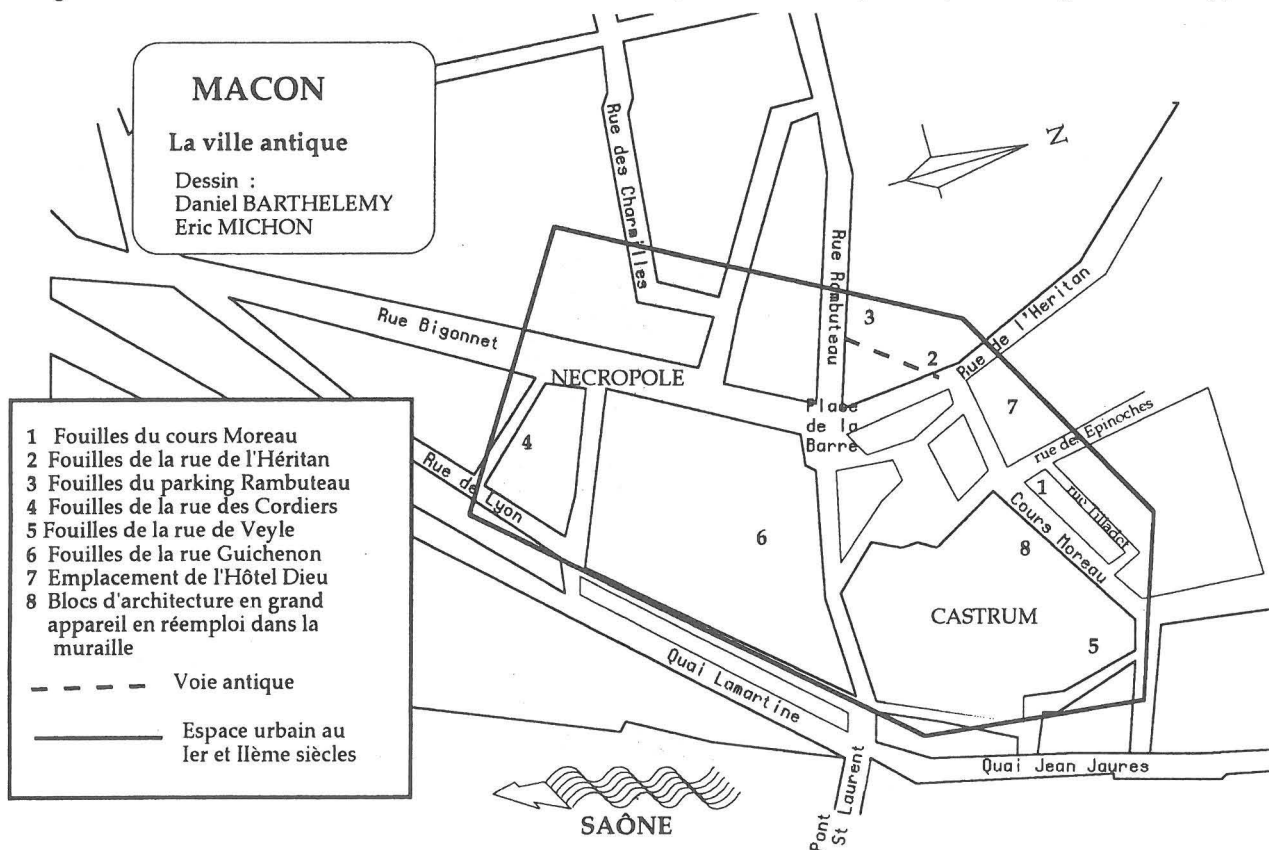 MACON
La ville antique
Dessin :
Daniel BARTHELEMY
Eric MICHON
Rue des Charmilles
Rue Rambuteau
N
Rue de l'Heritan
Rue Bigonnet
NECROPOLE
Place
de la
Barre
rue des Epinoches
rue Tilladet
Cours Moreau
Rue de Lyon
CASTRUM
Quai Lamartine
Quai Jean Jaures
Pont
St Laurent
SAÔNE
3
2
7
4
1
6
8
5
1 Fouilles du cours Moreau
2 Fouilles de la rue de l'Héritan
3 Fouilles du parking Rambuteau
4 Fouilles de la rue des Cordiers
5 Fouilles de la rue de Veyle
6 Fouilles de la rue Guichenon
7 Emplacement de l'Hôtel Dieu
8 Blocs d'architecture en grand
appareil en réemploi dans la
muraille
Voie antique
Espace urbain au
Ier et IIème siècles